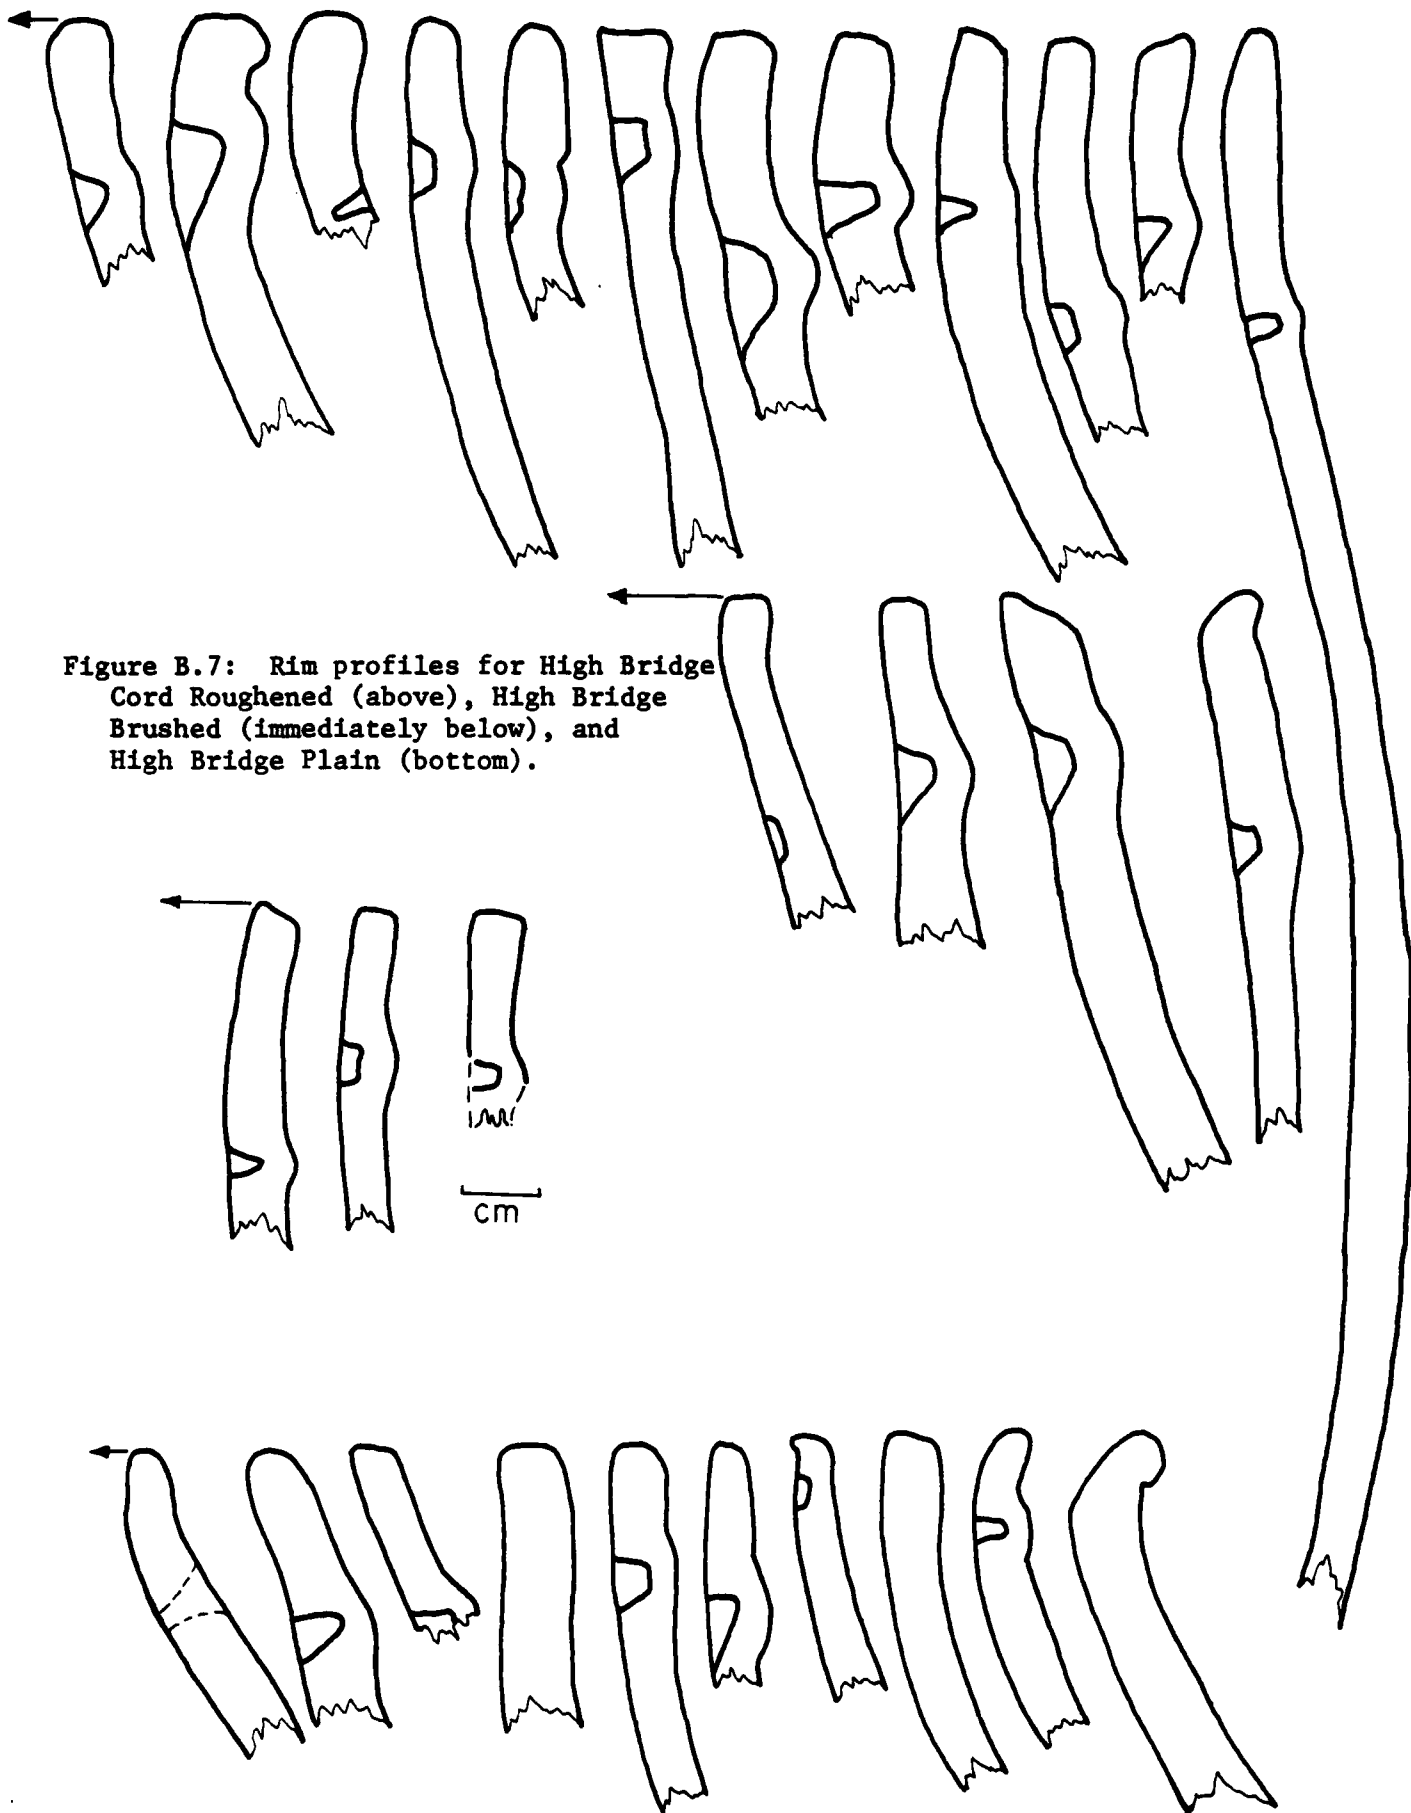 Figure B.7: Rim profiles for High Bridge
Cord Roughened (above), High Bridge
Brushed (immediately below), and
High Bridge Plain (bottom).
cm